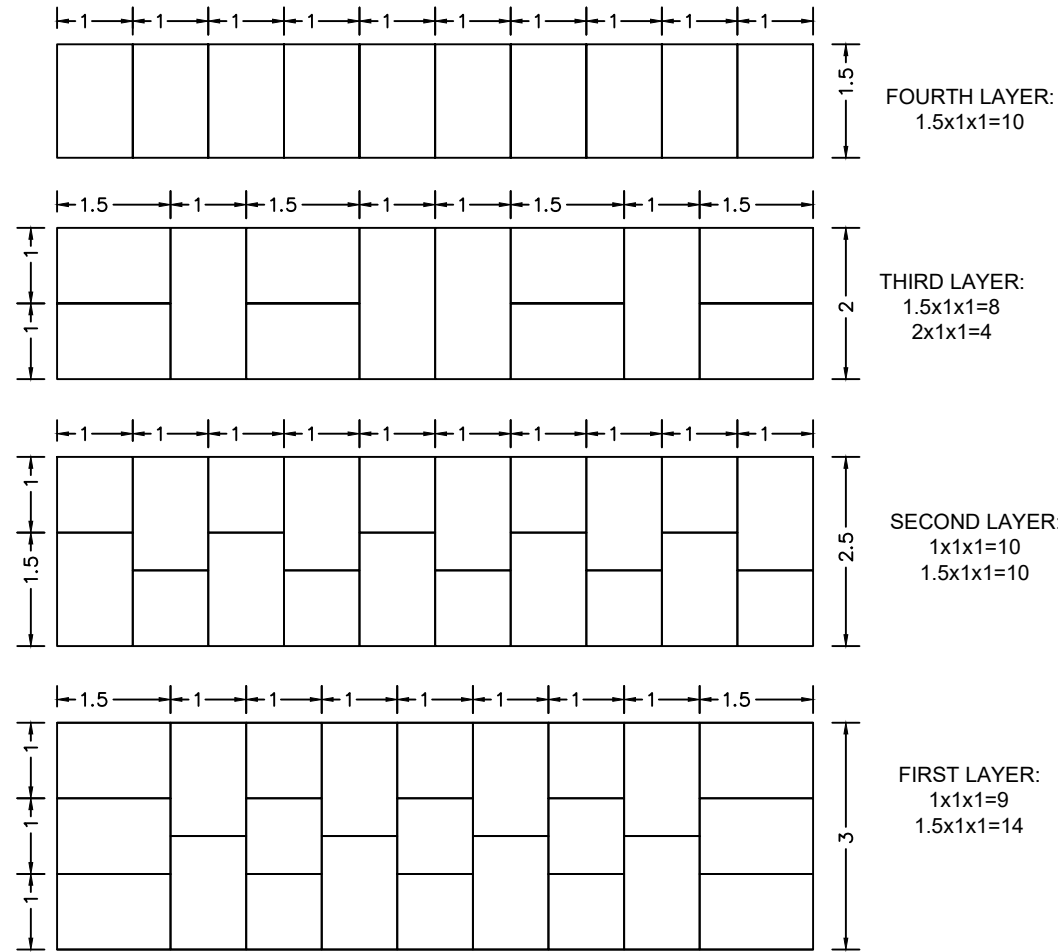 1 1 1 1 1 1 1 1 1 1
1.5
FOURTH LAYER:
1.5x1x1=10
1.5 1 1.5 1 1 1.5 1 1.5
1
1
2
THIRD LAYER:
1.5x1x1=8
2x1x1=4
1 1 1 1 1 1 1 1 1 1
1
1.5
2.5
SECOND LAYER:
1x1x1=10
1.5x1x1=10
1.5 1 1 1 1 1 1 1 1.5
1
1
1
3
FIRST LAYER:
1x1x1=9
1.5x1x1=14